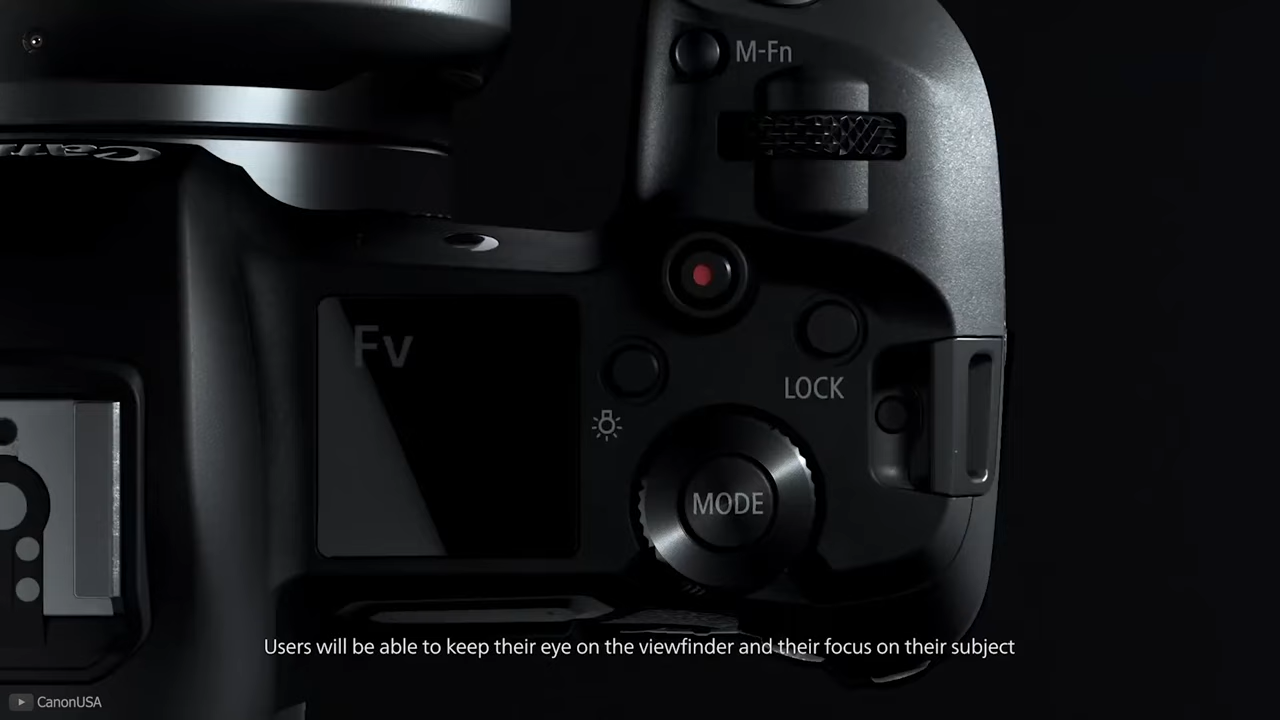 M-Fn
Canon
Fv
LOCK
MODE
Users will be able to keep their eye on the viewfinder and their focus on their subject
CanonUSA